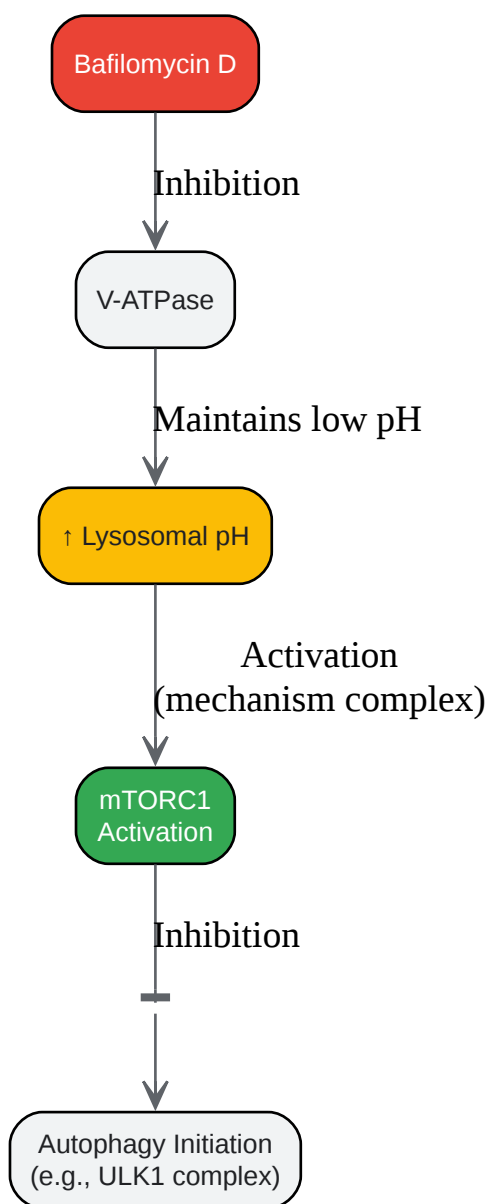 Bafilomycin D
Inhibition
V-ATPase
Maintains low pH
↑ Lysosomal pH
Activation
(mechanism complex)
mTORC1
Activation
Inhibition
Autophagy Initiation
(e.g., ULK1 complex)